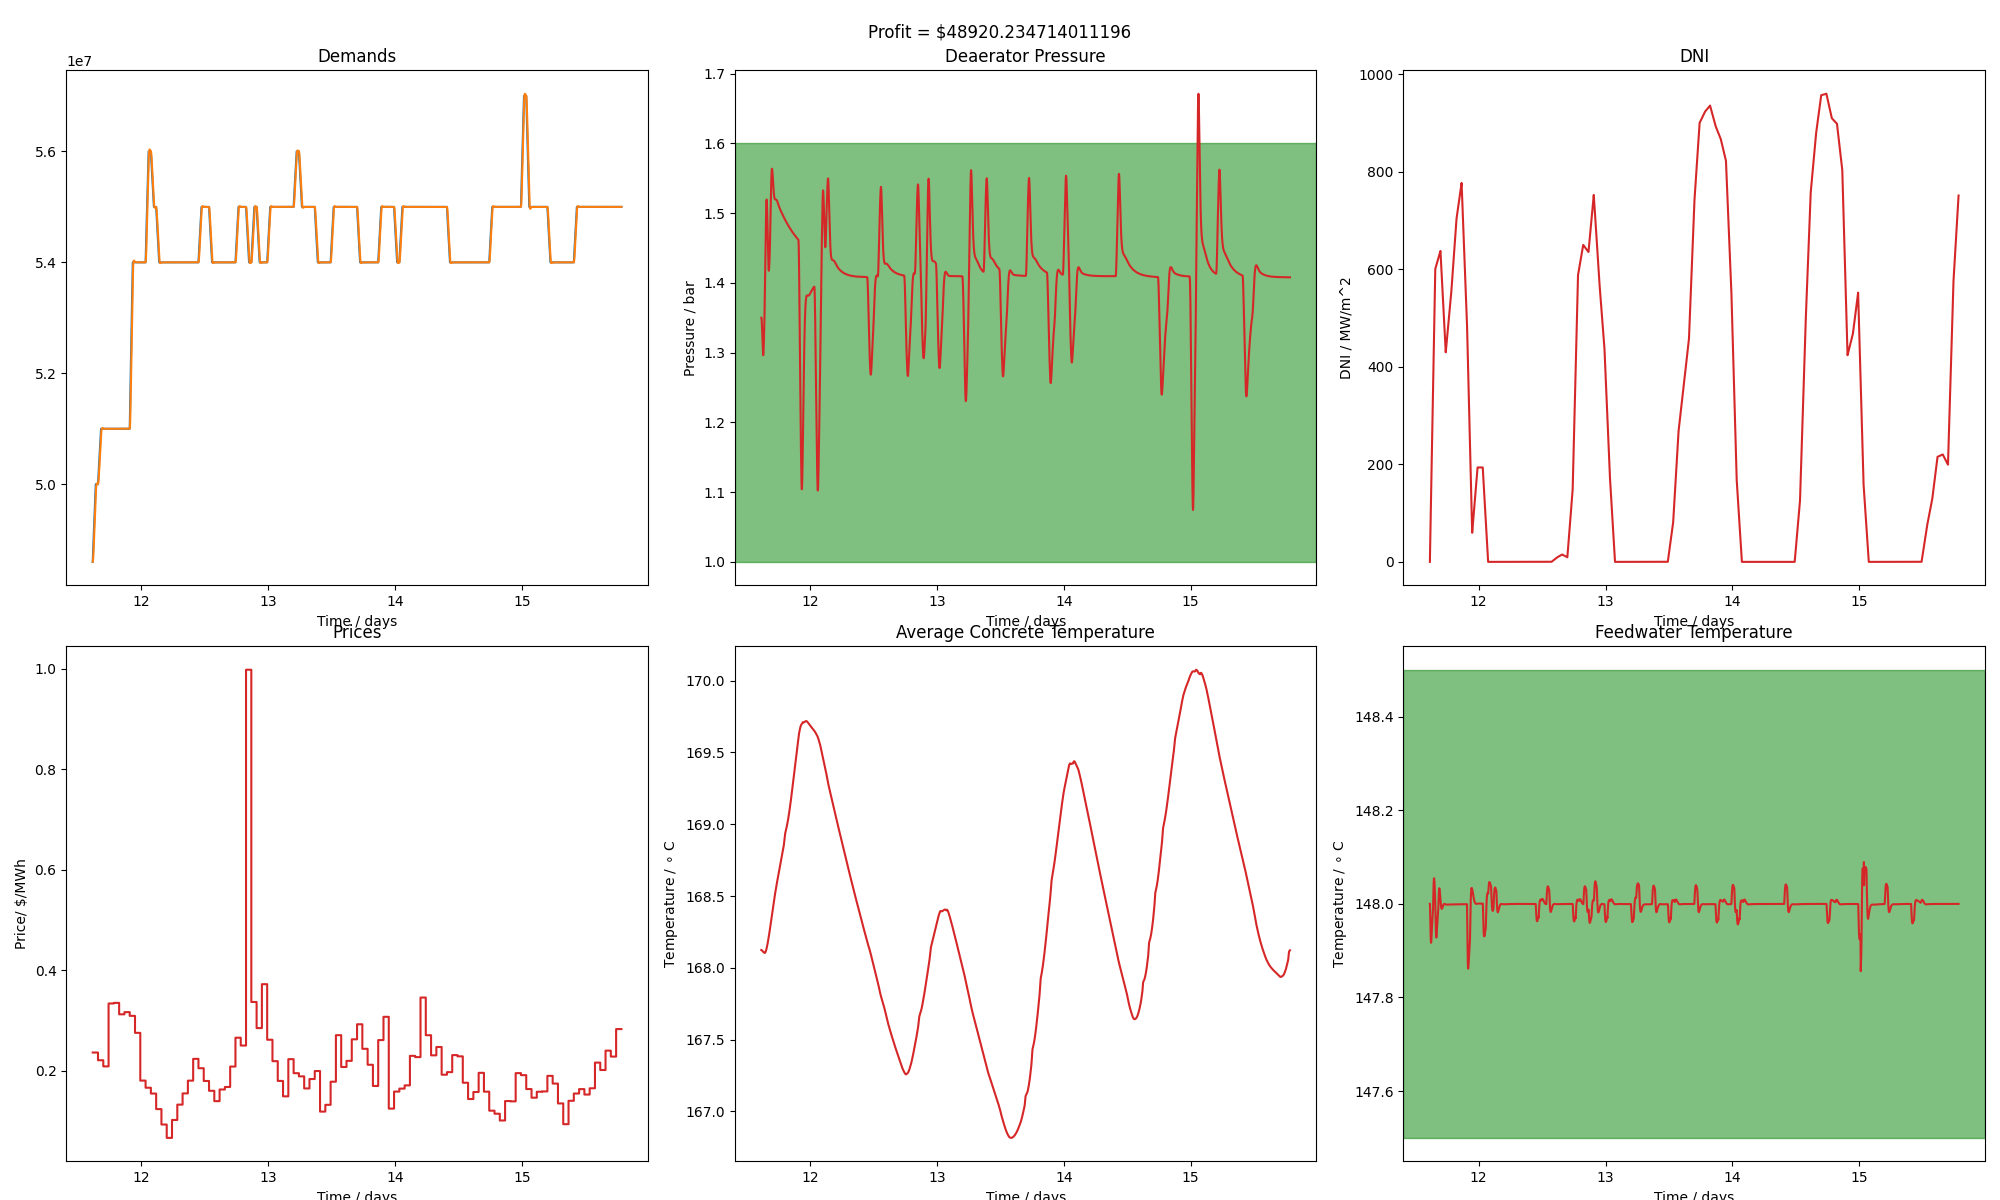 Profit = $48920.234714011196
Demands
1e7
5.6
5.4
5.2
5.0
12 13 14 15
Time / days
Deaerator Pressure
Pressure / bar
1.7
1.6
1.5
1.4
1.3
1.2
1.1
1.0
12 13 14 15
Time / days
DNI
DNI / MW/m^2
1000
800
600
400
200
0
12 13 14 15
Time / days
Prices
Price/ $/MWh
1.0
0.8
0.6
0.4
0.2
12 13 14 15
Time / days
Average Concrete Temperature
Temperature / ∘ C
170.0
169.5
169.0
168.5
168.0
167.5
167.0
12 13 14 15
Time / days
Feedwater Temperature
Temperature / ∘ C
148.4
148.2
148.0
147.8
147.6
12 13 14 15
Time / days